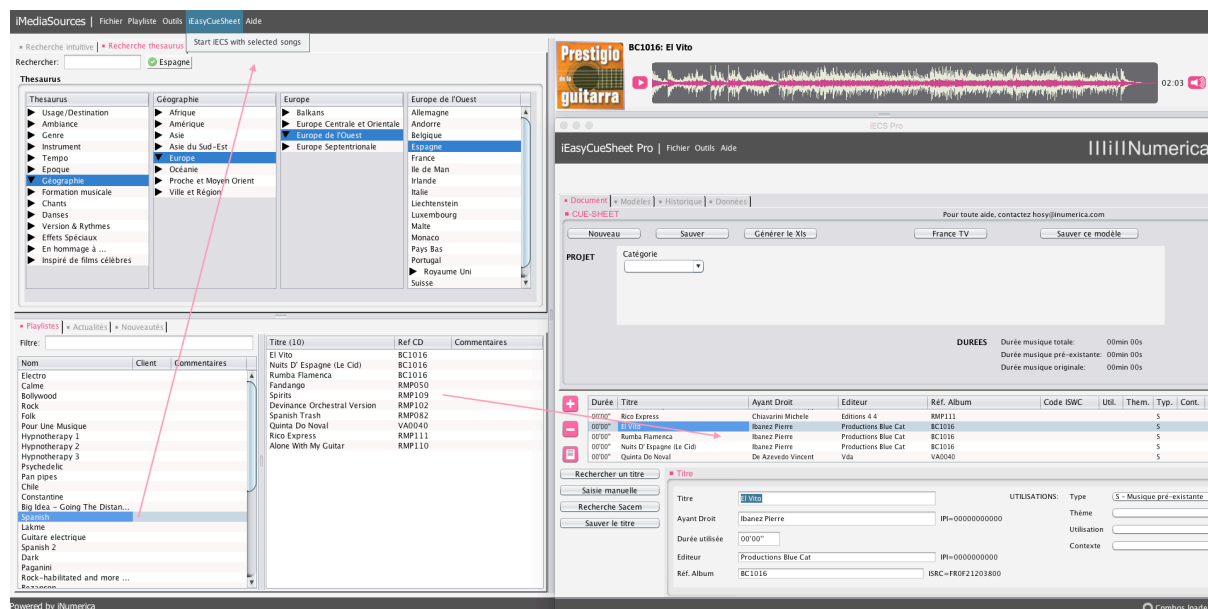 iMediaSources | Fichier Playliste Outils iEasyCueSheet Aide
Start iECS with selected songs
Recherche intuitive Recherche thesaurus
Rechercher: Espagne
Thesaurus
Thesaurus Géographie Europe Europe de l'Ouest
Usage/Destination Afrique Balkans Allemagne
Ambiance Amérique Europe Centrale et Orientale Andorre
Genre Asie Europe de l'Ouest Belgique
Instrument Asie du Sud-Est Europe Septentrionale Espagne
Tempo Europe France
Epoque Océanie Ile de Man
Géographie Proche et Moyen Orient Irlande
Formation musicale Ville et Région Italie
Chants Liechtenstein
Danses Luxembourg
Version & Rythmes Malte
Effets Spéciaux Monaco
En hommage à ... Pays Bas
Inspiré de films célèbres Portugal
Royaume Uni
Suisse
Playlistes Actualités Nouveautés
Filtre:
Nom Client Commentaires
Electro
Calme
Bollywood
Rock
Folk
Pour Une Musique
Hypnotherapy 1
Hypnotherapy 2
Hypnotherapy 3
Psychedelic
Pan pipes
Chile
Constantine
Big Idea - Going The Distan...
Spanish
Lakme
Guitare electrique
Spanish 2
Dark
Paganini
Rock-habilitated and more ...
Titre (10) Ref CD Commentaires
El Vito BC1016
Nuits D' Espagne (Le Cid) BC1016
Rumba Flamenca BC1016
Fandango RMP050
Spirits RMP109
Devinance Orchestral Version RMP102
Spanish Trash RMP082
Quinta Do Noval VA0040
Rico Express RMP111
Alone With My Guitar RMP110
Powered by iNumerica
Prestigio
de la
guitarra
BC1016: El Vito
02:03
iECS Pro
iEasyCueSheet Pro | Fichier Outils Aide
IIIiIIINumerica
Document Modèles Historique Données
CUE-SHEET Pour toute aide, contactez hosy@inumerica.com
Nouveau Sauver Générer le Xls France TV Sauver ce modèle
PROJET Catégorie
DUREES Durée musique totale: 00min 00s
Durée musique pré-existante: 00min 00s
Durée musique originale: 00min 00s
Durée Titre Ayant Droit Editeur Réf. Album Code ISWC Util. Them. Typ. Cont.
00'00" Rico Express Chiavarini Michele Editions 4 4 RMP111 S
00'00" El Vito Ibanez Pierre Productions Blue Cat BC1016 S
00'00" Rumba Flamenca Ibanez Pierre Productions Blue Cat BC1016 S
00'00" Nuits D' Espagne (Le Cid) Ibanez Pierre Productions Blue Cat BC1016 S
00'00" Quinta Do Noval De Azevedo Vincent Vda VA0040 S
Rechercher un titre
Saisie manuelle
Recherche Sacem
Sauver le titre
Titre
Titre El Vito UTILISATIONS: Type S - Musique pré-existante
Ayant Droit Ibanez Pierre IPI=00000000000 Thème
Durée utilisée 00'00" Utilisation
Editeur Productions Blue Cat IPI=0000000000 Contexte
Réf. Album BC1016 ISRC=FR0F21203800
Combos loade